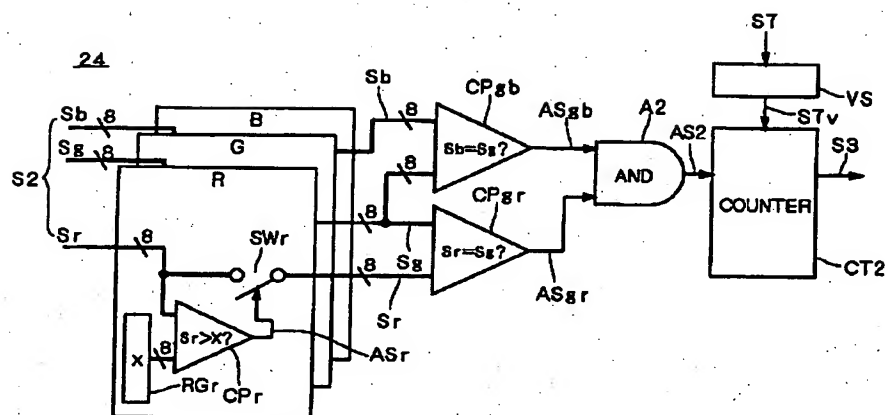 24
S7
VS
S7v
Sb
8
B
Sb
8
CPgb
ASgb
A2
Sg
8
G
Sb=Sg?
AS2
S3
S2
R
8
AND
COUNTER
8
CPgr
Sr
8
SWr
Sg
Sr=Sg?
8
Sr
ASgr
CT2
Sr>X?
X
8
ASr
RGr
CPr